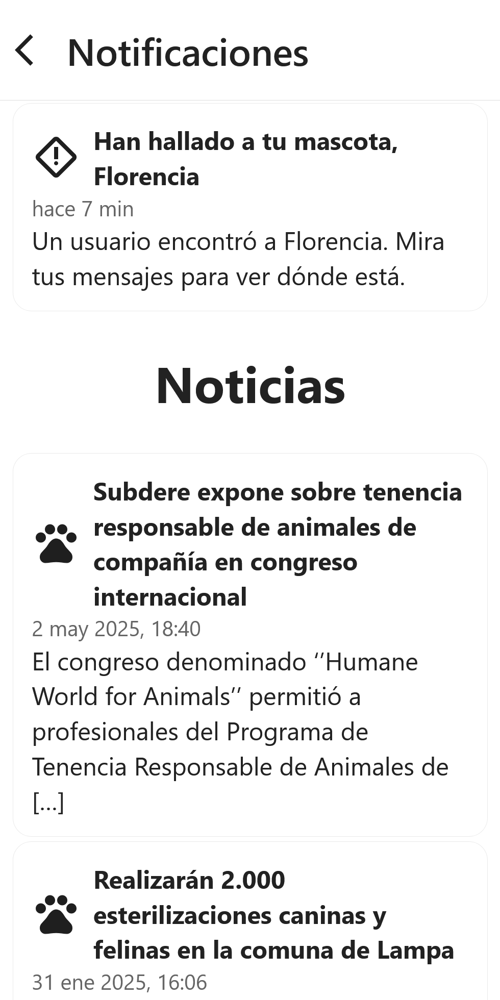 Notificaciones
Han hallado a tu mascota,
Florencia
hace 7 min
Un usuario encontró a Florencia. Mira
tus mensajes para ver dónde está.
Noticias
Subdere expone sobre tenencia
responsable de animales de
compañía en congreso
internacional
2 may 2025, 18:40
El congreso denominado ‘’Humane
World for Animals’’ permitió a
profesionales del Programa de
Tenencia Responsable de Animales de
[…]
Realizarán 2.000
esterilizaciones caninas y
felinas en la comuna de Lampa
31 ene 2025, 16:06